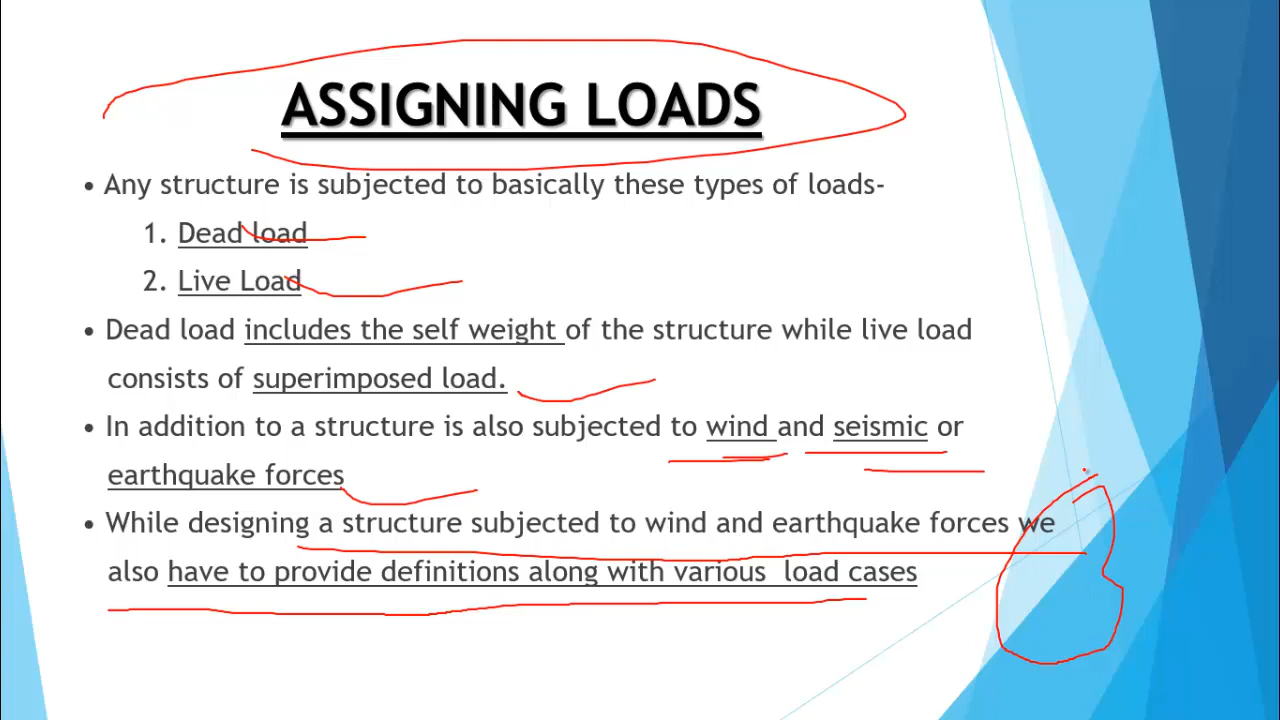 ASSIGNING LOADS
• Any structure is subjected to basically these types of loads-
1. Dead load
2. Live Load
• Dead load includes the self weight of the structure while live load
consists of superimposed load.
• In addition to a structure is also subjected to wind and seismic or
earthquake forces
• While designing a structure subjected to wind and earthquake forces we
also have to provide definitions along with various load cases